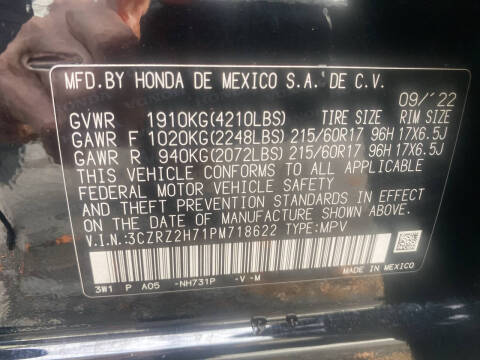 MFD.BY HONDA DE MEXICO S.A. DE C.V.
09/'22
GVWR 1910KG(4210LBS) TIRE SIZE RIM SIZE
GAWR F 1020KG(2248LBS) 215/60R17 96H 17X6.5J
GAWR R 940KG(2072LBS) 215/60R17 96H 17X6.5J
THIS VEHICLE CONFORMS TO ALL APPLICABLE
FEDERAL MOTOR VEHICLE SAFETY
AND THEFT PREVENTION STANDARDS IN EFFECT
ON THE DATE OF MANUFACTURE SHOWN ABOVE.
V.I.N.:3CZRZ2H71PM718622 TYPE:MPV
3W1 P A05 -NH731P -V-M MADE IN MEXICO